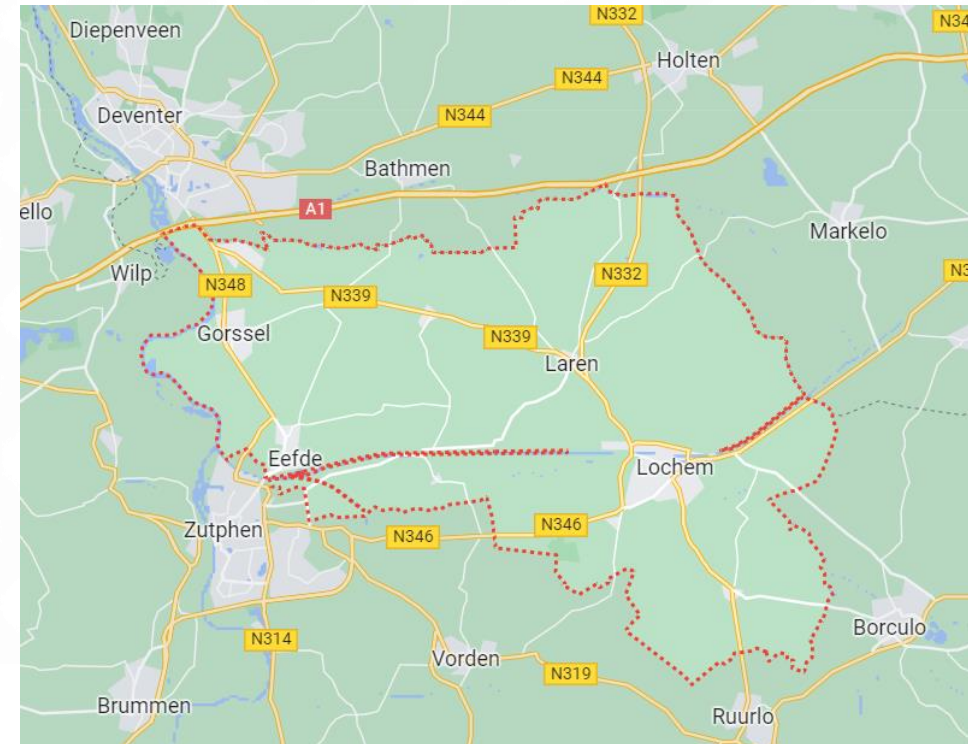 N332
N34
Diepenveen
Holten
N344
Deventer
N344
Bathmen
ello
A1
Markelo
Wilp
N332
N3
N348
N339
Gorssel
N339
Laren
Eefde
Lochem
Zutphen
N346
N346
Borculo
N314
Vorden
N319
Brummen
Ruurlo